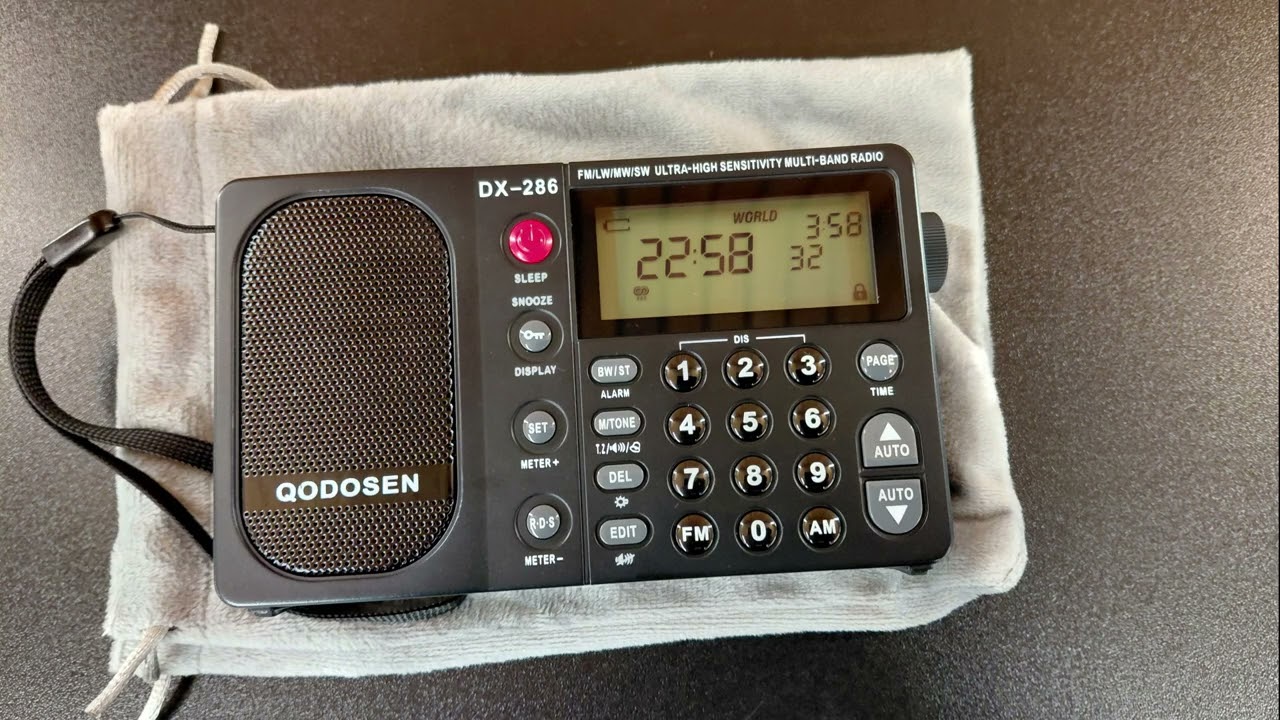 FM/LW/MW/SW ULTRA-HIGH SENSITIVITY MULTI-BAND RADIO
DX-286
SLEEP
SNOOZE
DISPLAY
SET
METER+
R·D·S
METER-
QODOSEN
WORLD
3:58
22:58
32
DIS
BW/ST
1
2
3
PAGE
ALARM
TIME
M/TONE
4
5
6
AUTO
T.Z/
DEL
7
8
9
AUTO
EDIT
FM
0
AM